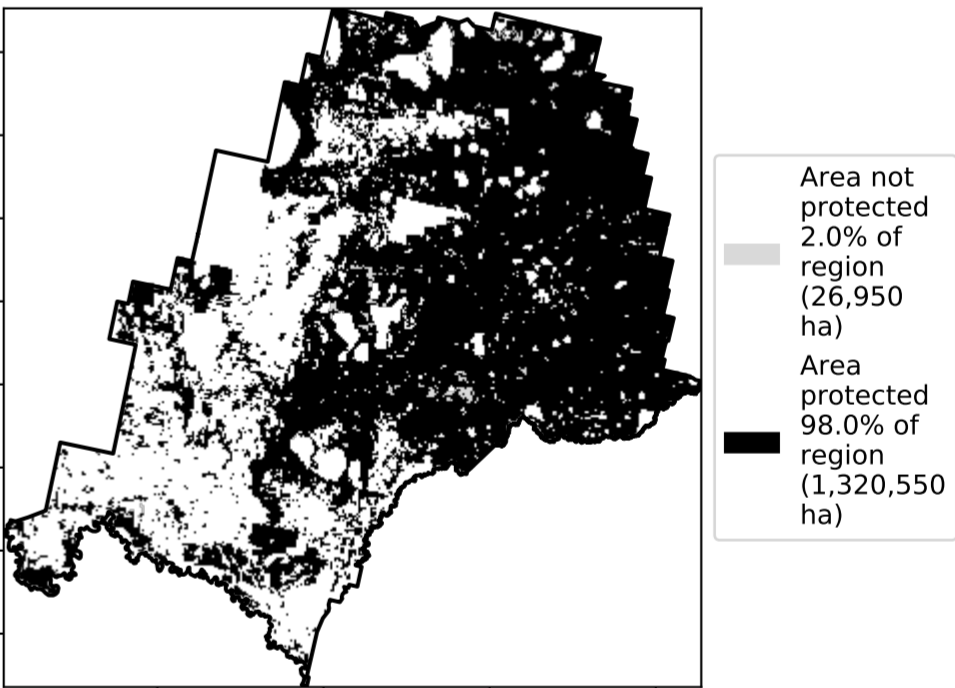 Area not
protected
2.0% of
region
(26,950
ha)
Area
protected
98.0% of
region
(1,320,550
ha)